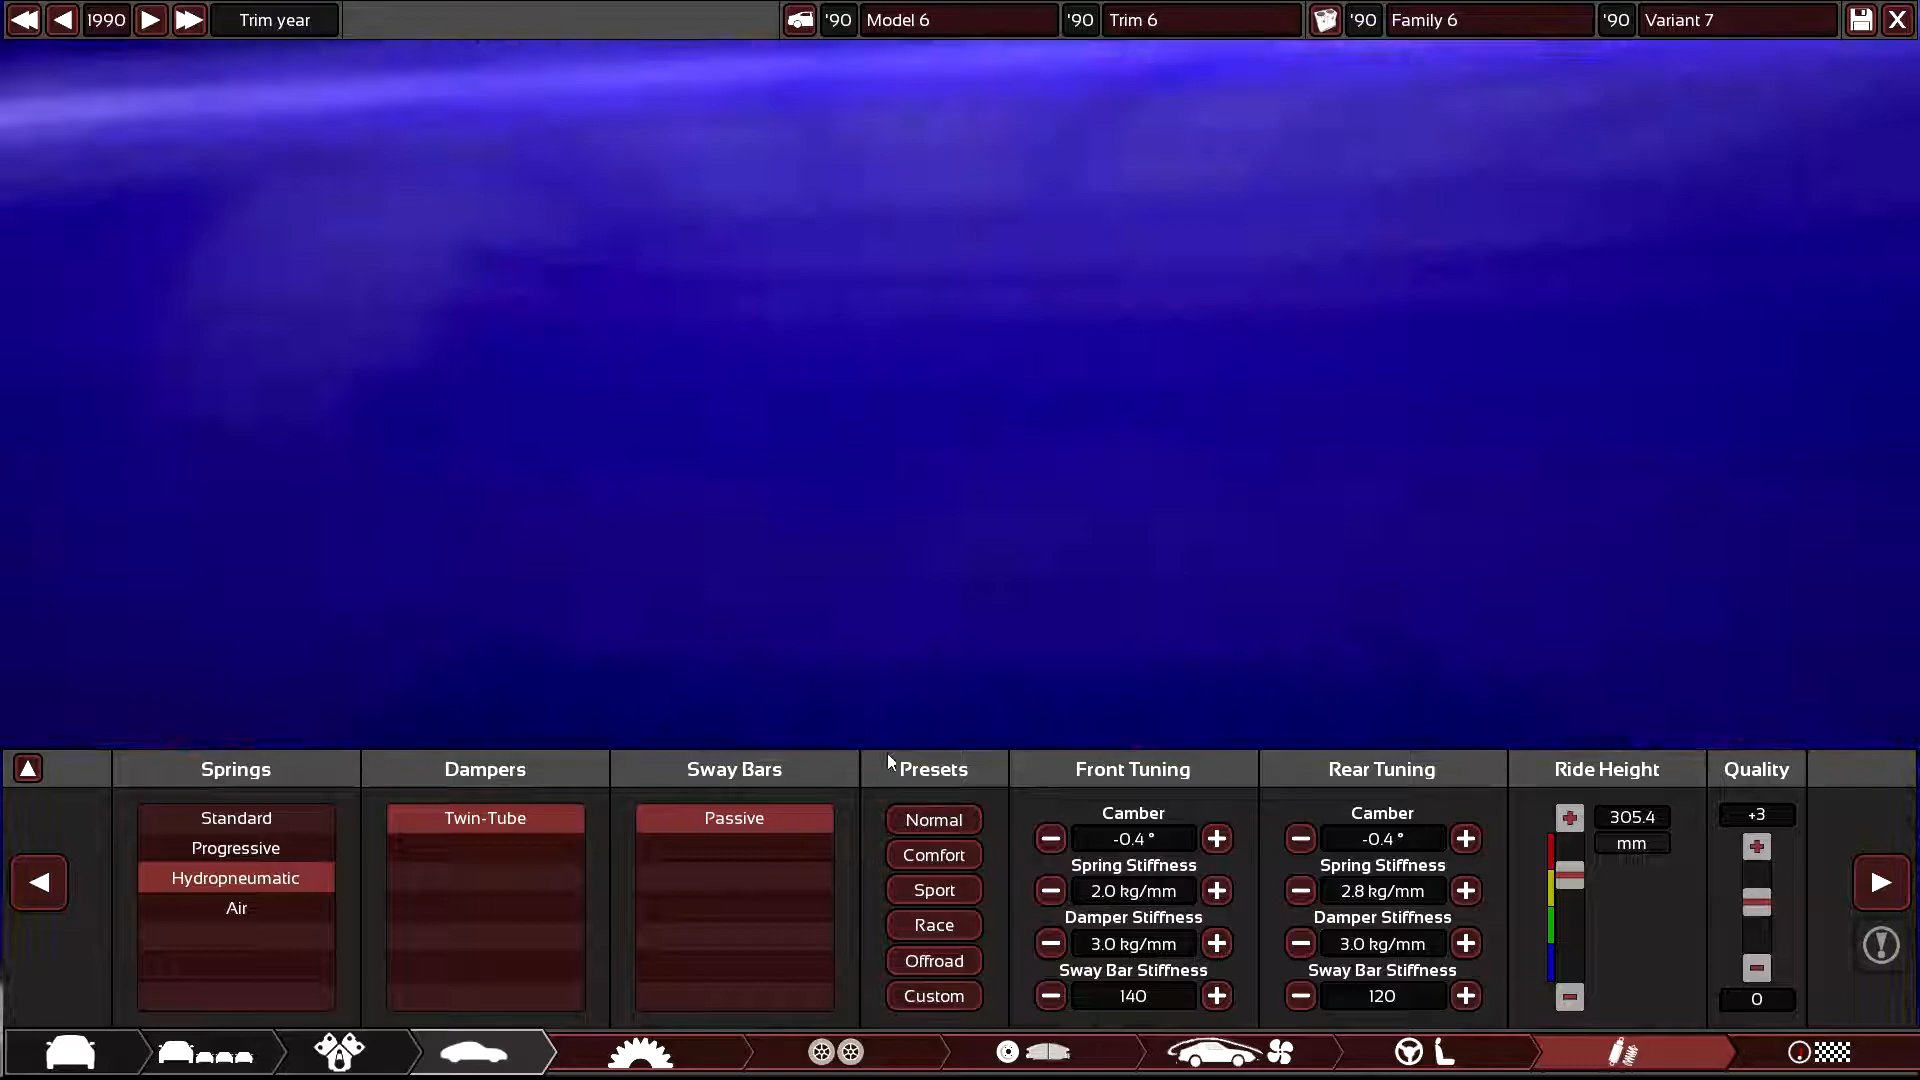 1990 Trim year '90 Model 6 '90 Trim 6 '90 Family 6 '90 Variant 7 X
Springs Dampers Sway Bars Presets Front Tuning Rear Tuning Ride Height Quality
Standard
Progressive
Hydropneumatic
Air
Twin-Tube
Passive
Normal
Comfort
Sport
Race
Offroad
Custom
Camber
-0.4 °
Spring Stiffness
2.0 kg/mm
Damper Stiffness
3.0 kg/mm
Sway Bar Stiffness
140
Camber
-0.4 °
Spring Stiffness
2.8 kg/mm
Damper Stiffness
3.0 kg/mm
Sway Bar Stiffness
120
305.4
mm
+3
0